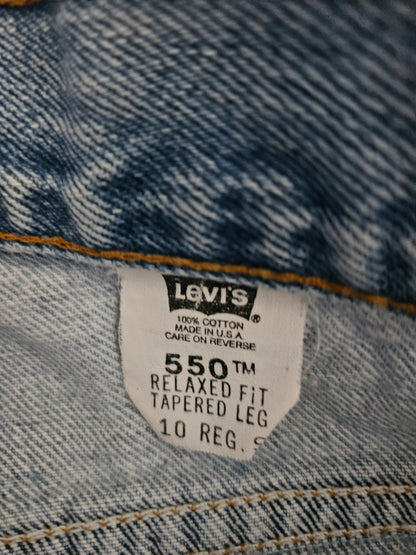 LEVI'S®
100% COTTON
MADE IN U.S.A
CARE ON REVERSE
550™
RELAXED FiT
TAPERED LEG
10 REG.